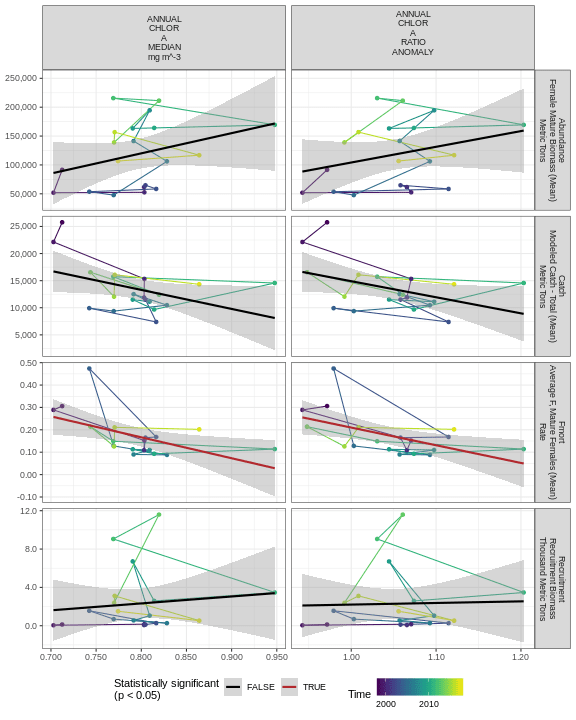 ANNUAL
CHLOR
A
MEDIAN
mg m^-3
ANNUAL
CHLOR
A
RATIO
ANOMALY
250,000
200,000
150,000
100,000
50,000
Abundance
Female Mature Biomass (Mean)
Metric Tons
25,000
20,000
15,000
10,000
5,000
Catch
Modelled Catch - Total (Mean)
Metric Tons
0.50
0.40
0.30
0.20
0.10
0.00
-0.10
Fmort
Average F, Mature Females (Mean)
Rate
12.0
8.0
4.0
0.0
Recruitment
Recruitment Biomass
Thousand Metric Tons
0.700 0.750 0.800 0.850 0.900 0.950
1.00 1.10 1.20
Statistically significant
(p < 0.05)
FALSE TRUE
Time
2000 2010